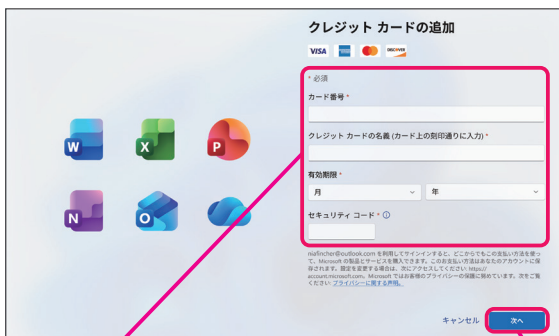 クレジット カードの追加
VISA AMERICAN EXPRESS DISCOVER
* 必須
カード番号 *
クレジット カードの名義 (カード上の刻印通りに入力) *
有効期限 *
月 年
セキュリティ コード *
W X P
N O
niafincher@outlook.com を利用してサインインすると、どこからでもこの支払い方法を使っ
て、Microsoft の製品とサービスを購入できます。このお支払い方法はあなたのアカウントに保
存されます。設定を変更する場合は、次にアクセスしてください: https://
account.microsoft.com。Microsoft ではお客様のプライバシーの保護に努めています。次をご覧
ください プライバシーに関する声明。
キャンセル 次へ